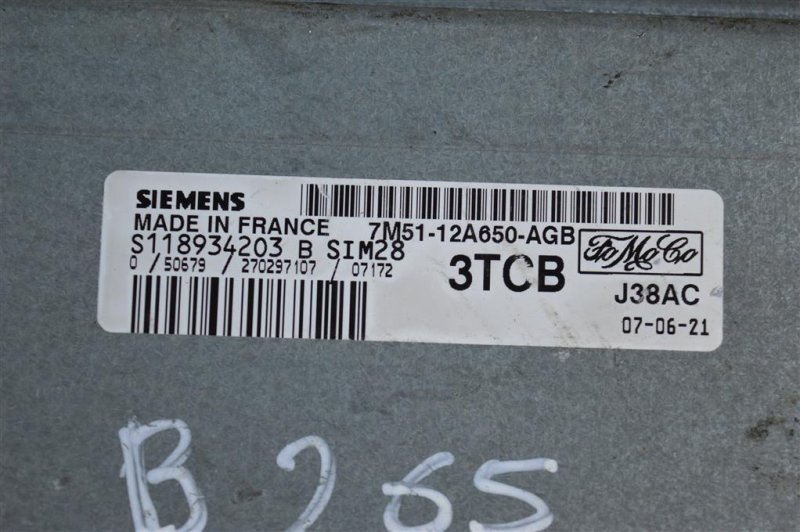 SIEMENS
MADE IN FRANCE 7M51-12A650-AGB
S118934203 B SIM28 FoMoCo
0 / 50679 / 270297107 / 07172 3TCB
J38AC
07-06-21
B 265